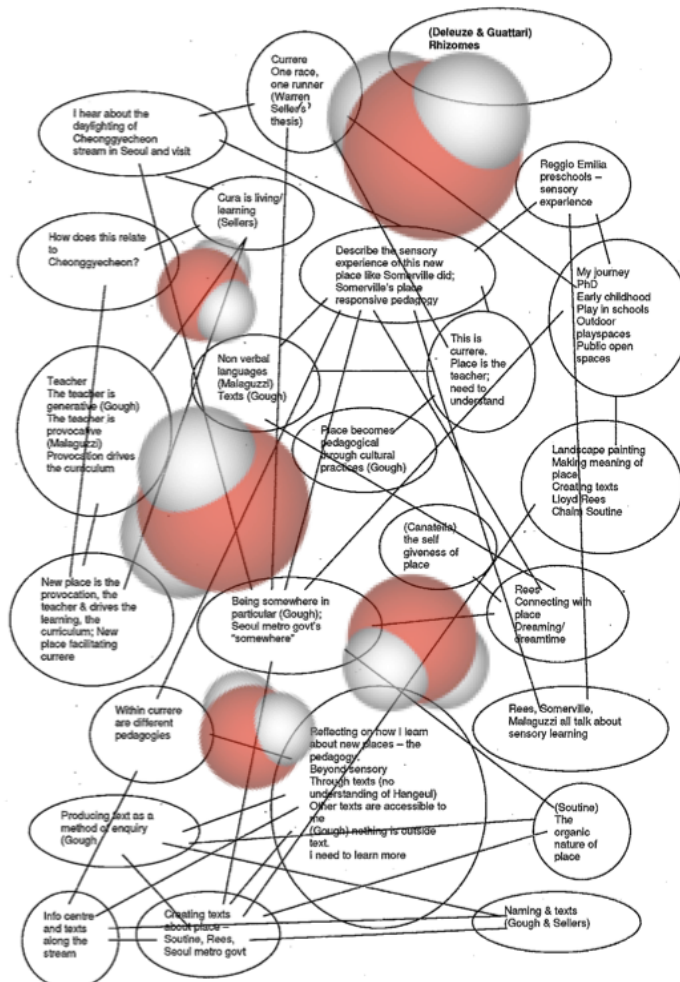 (Deleuze & Guattari)
Rhizomes
Currere
One race,
one runner
(Warren
Sellers'
thesis)
I hear about the
daylighting of
Cheonggyecheon
stream in Seoul and visit
Reggio Emilia
preschools –
sensory
experience
Cura is living/
learning
(Sellers)
How does this relate
to
Cheonggyecheon?
Describe the sensory
experience of this new
place like Somerville did;
Somerville's place
responsive pedagogy
My journey
PhD
Early childhood
Play in schools
Outdoor
playspaces
Public open
spaces
This is
currere.
Place is the
teacher;
need to
understand
Non verbal
languages
(Malaguzzi)
Texts (Gough)
Teacher
The teacher is
generative (Gough)
The teacher is
provocative
(Malaguzzi)
Provocation drives
the curriculum
Place becomes
pedagogical
through cultural
practices (Gough)
Landscape painting
Making meaning of
place
Creating texts
Lloyd Rees
Chaim Soutine
(Canatella)
the self
giveness of
place
New place is the
provocation, the
teacher & drives the
learning, the
curriculum; New
place facilitating
currere
Being somewhere in
particular (Gough);
Seoul metro govt's
"somewhere"
Rees
Connecting with
place
Dreaming/
dreamtime
Within currere
are different
pedagogies
Rees, Somerville,
Malaguzzi all talk about
sensory learning
Reflecting on how I learn
about new places – the
pedagogy.
Beyond sensory
Through texts (no
understanding of Hangeul)
Other texts are accessible to
me
(Gough) nothing is outside
text.
I need to learn more
Producing text as a
method of enquiry
(Gough
(Soutine)
The
organic
nature of
place
Info centre
and texts
along the
stream
Creating texts
about place –
Soutine, Rees,
Seoul metro govt
Naming & texts
(Gough & Sellers)